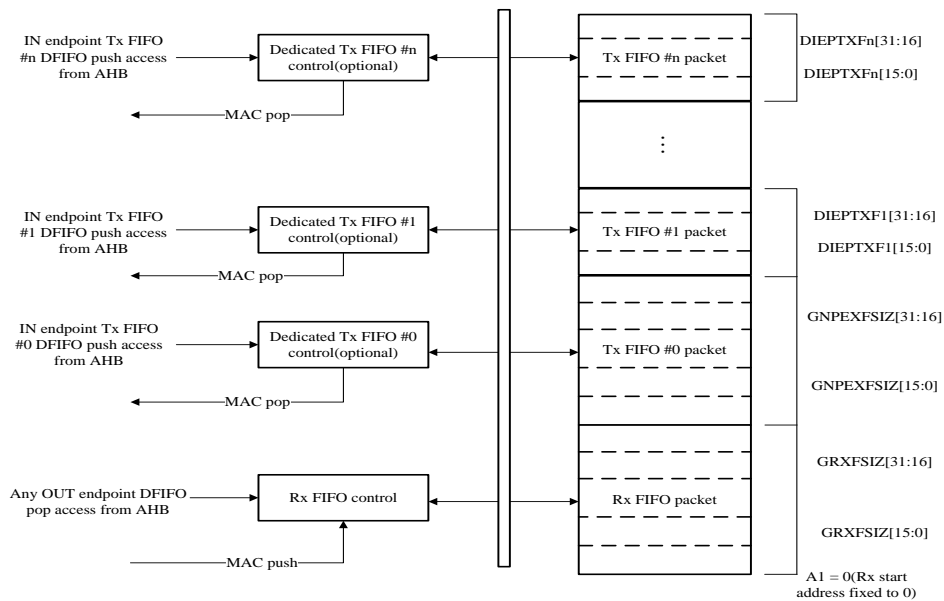 IN endpoint Tx FIFO
#n DFIFO push access
from AHB
Dedicated Tx FIFO #n
control(optional)
MAC pop
Tx FIFO #n packet
DIEPTXFn[31:16]
DIEPTXFn[15:0]
⋮
IN endpoint Tx FIFO
#1 DFIFO push access
from AHB
Dedicated Tx FIFO #1
control(optional)
MAC pop
Tx FIFO #1 packet
DIEPTXF1[31:16]
DIEPTXF1[15:0]
IN endpoint Tx FIFO
#0 DFIFO push access
from AHB
Dedicated Tx FIFO #0
control(optional)
MAC pop
Tx FIFO #0 packet
GNPEXFSIZ[31:16]
GNPEXFSIZ[15:0]
Any OUT endpoint DFIFO
pop access from AHB
Rx FIFO control
MAC push
Rx FIFO packet
GRXFSIZ[31:16]
GRXFSIZ[15:0]
A1 = 0(Rx start
address fixed to 0)